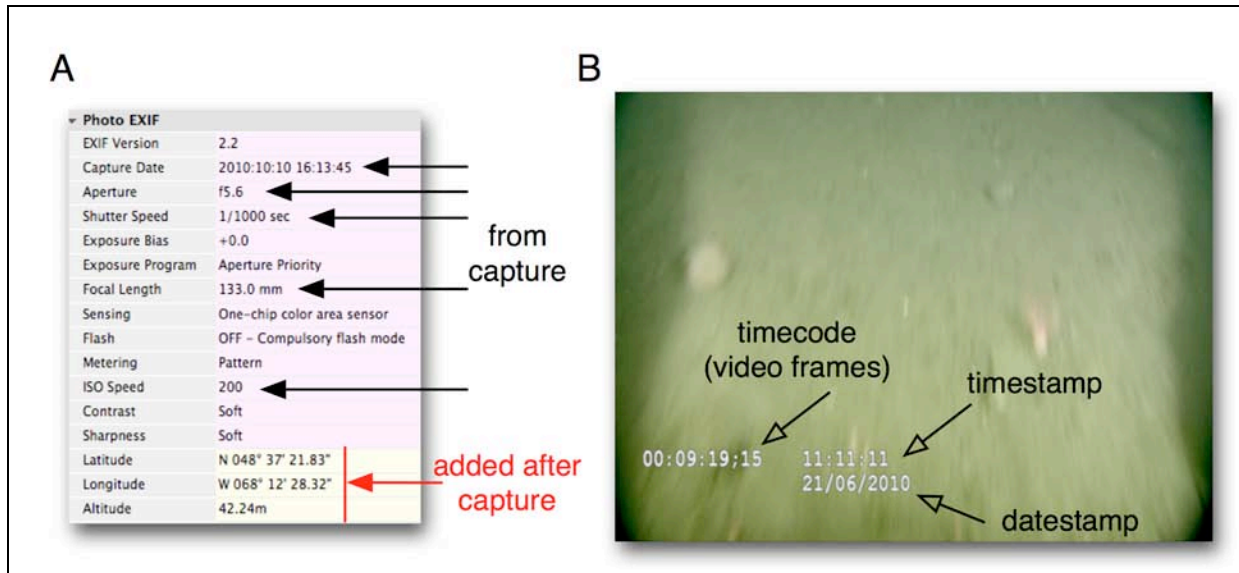 A
Photo EXIF
EXIF Version 2.2
Capture Date 2010:10:10 16:13:45
Aperture f5.6
Shutter Speed 1/1000 sec
Exposure Bias +0.0
Exposure Program Aperture Priority
Focal Length 133.0 mm
Sensing One-chip color area sensor
Flash OFF – Compulsory flash mode
Metering Pattern
ISO Speed 200
Contrast Soft
Sharpness Soft
Latitude N 048° 37' 21.83"
Longitude W 068° 12' 28.32"
Altitude 42.24m
from
capture
added after
capture
B
timecode
(video frames)
timestamp
00:09:19;15 11:11:11
21/06/2010
datestamp